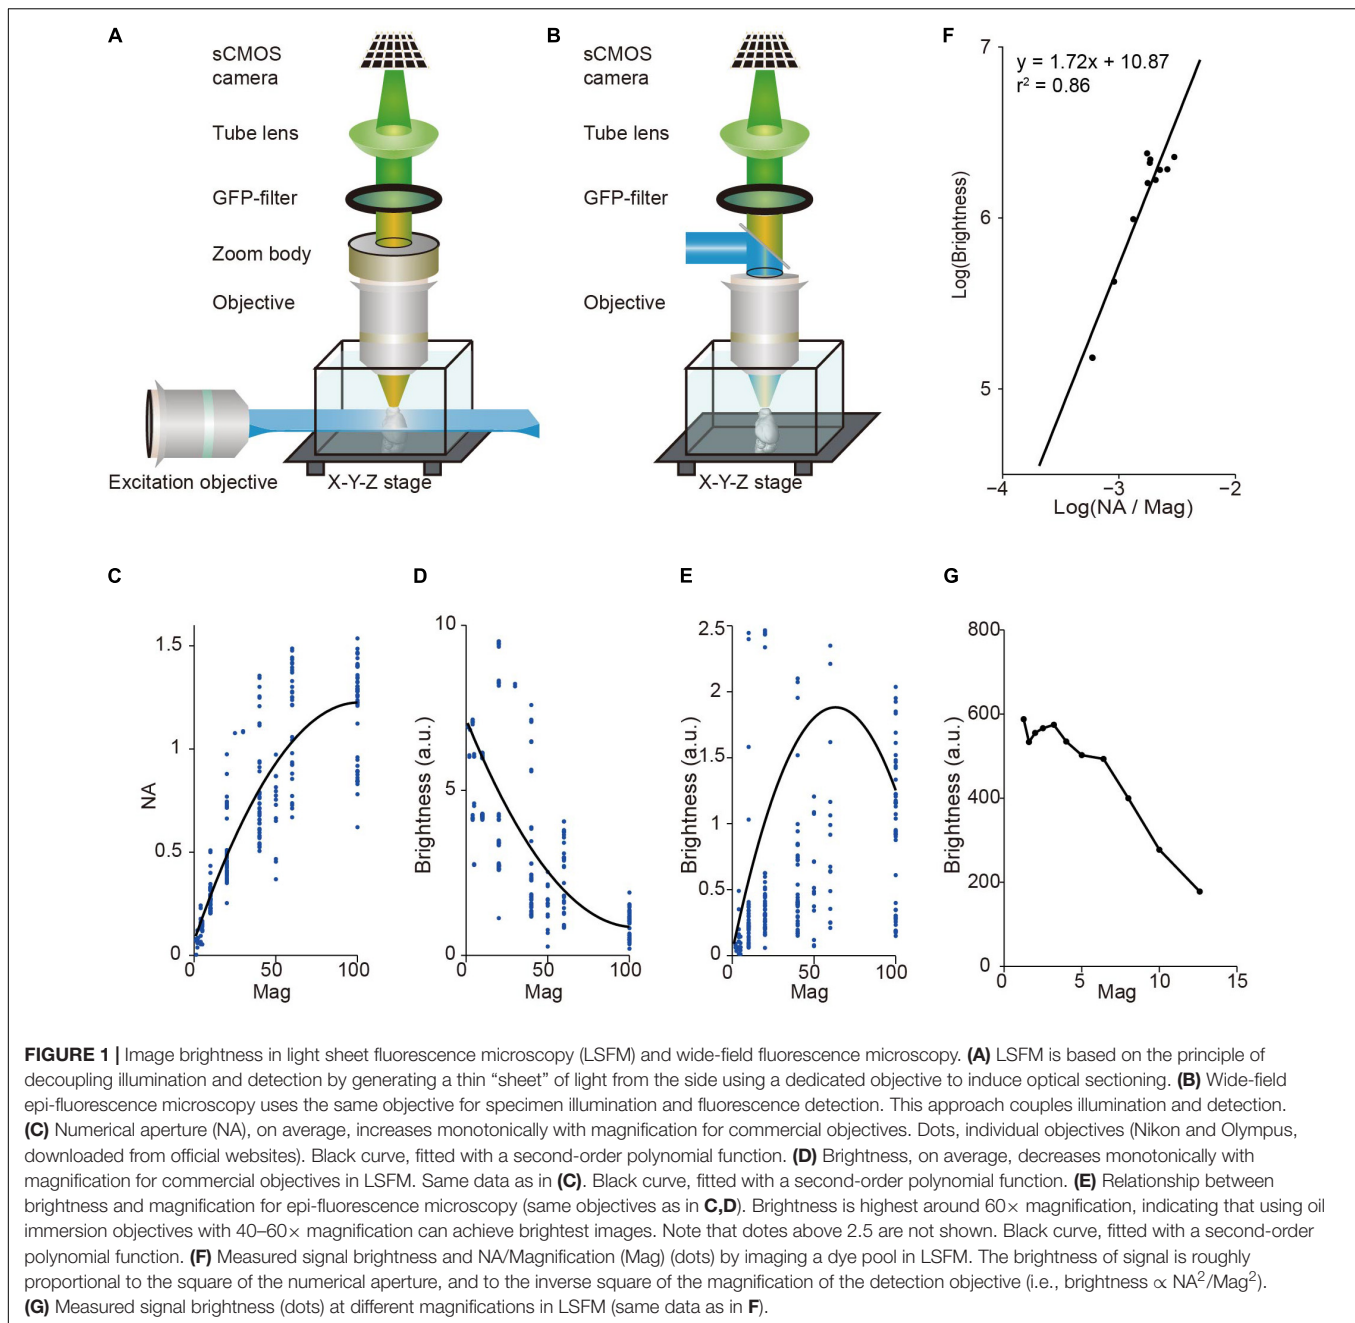 A
sCMOS
camera
Tube lens
GFP-filter
Zoom body
Objective
Excitation objective
X-Y-Z stage
B
sCMOS
camera
Tube lens
GFP-filter
Objective
X-Y-Z stage
F
7
y = 1.72x + 10.87
r² = 0.86
6
5
Log(Brightness)
−4
−3
−2
Log(NA / Mag)
C
1.5
1
0.5
0
NA
0
50
100
Mag
D
10
5
0
Brightness (a.u.)
0
50
100
Mag
E
2.5
2
1.5
1
0.5
0
Brightness (a.u.)
0
50
100
Mag
G
800
600
400
200
0
Brightness (a.u.)
0
5
10
15
Mag
FIGURE 1 | Image brightness in light sheet fluorescence microscopy (LSFM) and wide-field fluorescence microscopy. (A) LSFM is based on the principle of
decoupling illumination and detection by generating a thin “sheet” of light from the side using a dedicated objective to induce optical sectioning. (B) Wide-field
epi-fluorescence microscopy uses the same objective for specimen illumination and fluorescence detection. This approach couples illumination and detection.
(C) Numerical aperture (NA), on average, increases monotonically with magnification for commercial objectives. Dots, individual objectives (Nikon and Olympus,
downloaded from official websites). Black curve, fitted with a second-order polynomial function. (D) Brightness, on average, decreases monotonically with
magnification for commercial objectives in LSFM. Same data as in (C). Black curve, fitted with a second-order polynomial function. (E) Relationship between
brightness and magnification for epi-fluorescence microscopy (same objectives as in C,D). Brightness is highest around 60× magnification, indicating that using oil
immersion objectives with 40–60× magnification can achieve brightest images. Note that dotes above 2.5 are not shown. Black curve, fitted with a second-order
polynomial function. (F) Measured signal brightness and NA/Magnification (Mag) (dots) by imaging a dye pool in LSFM. The brightness of signal is roughly
proportional to the square of the numerical aperture, and to the inverse square of the magnification of the detection objective (i.e., brightness ∝ NA²/Mag²).
(G) Measured signal brightness (dots) at different magnifications in LSFM (same data as in F).